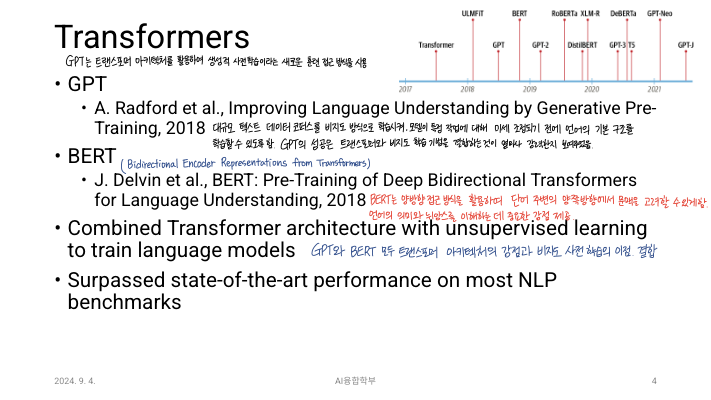 Transformers
GPT는 트랜스포머 아키텍처를 활용하여 생성적 사전학습이라는 새로운 훈련 접근 방식을 사용
ULMFiT BERT RoBERTa XLM-R DeBERTa GPT-Neo
Transformer GPT GPT-2 DistilBERT GPT-3 T5 GPT-J
2017 2018 2019 2020 2021
• GPT
• A. Radford et al., Improving Language Understanding by Generative Pre-
Training, 2018 대규모 텍스트 데이터 코퍼스를 비지도 방식으로 학습시켜, 모델이 특정 작업에 대해 미세 조정되기 전에 언어의 기본 구조를
학습할 수 있도록 함. GPT의 성공은 트랜스포머와 비지도 학습 기법을 결합하는것이 얼마나 강력한지 보여주었음.
• BERT (Bidirectional Encoder Representations from Transformers)
• J. Delvin et al., BERT: Pre-Training of Deep Bidirectional Transformers
for Language Understanding, 2018 BERT는 양방향 접근 방식을 활용하여 단어 주변의 양쪽방향에서 문맥을 고려할 수 있게함.
언어의 의미와 뉘앙스를 이해하는 데 중요한 강점 제공
• Combined Transformer architecture with unsupervised learning
to train language models GPT와 BERT 모두 트랜스포머 아키텍처의 강점과 비지도 사전 학습의 이점 결합
• Surpassed state-of-the-art performance on most NLP
benchmarks
2024. 9. 4. AI융합학부 4